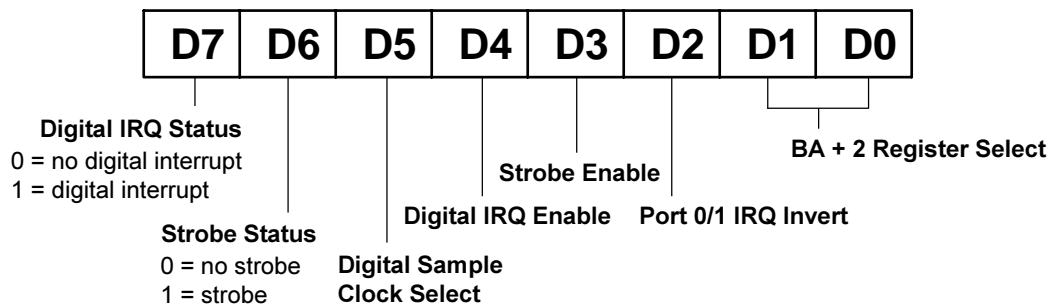 D7 D6 D5 D4 D3 D2 D1 D0
Digital IRQ Status
0 = no digital interrupt
1 = digital interrupt
Strobe Status
0 = no strobe
1 = strobe
Digital Sample
Clock Select
Digital IRQ Enable
Strobe Enable
Port 0/1 IRQ Invert
BA + 2 Register Select